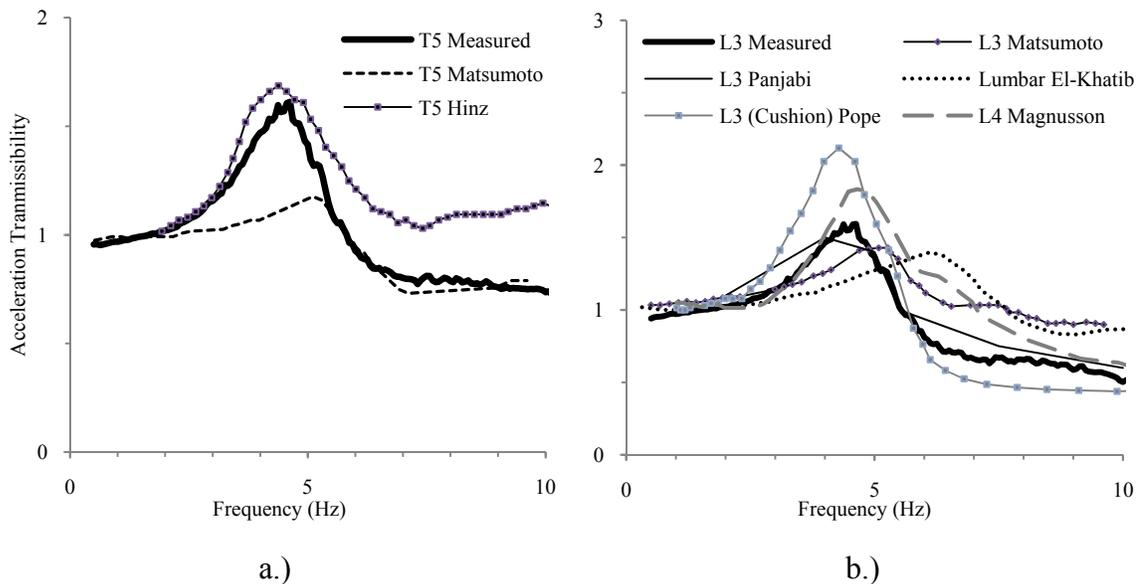 2
T5 Measured
T5 Matsumoto
T5 Hinz
1
0
Acceleration Tranmissibility
0
5
10
Frequency (Hz)
a.)
3
L3 Measured
L3 Matsumoto
L3 Panjabi
Lumbar El-Khatib
L3 (Cushion) Pope
L4 Magnusson
2
1
0
0
5
10
Frequency (Hz)
b.)